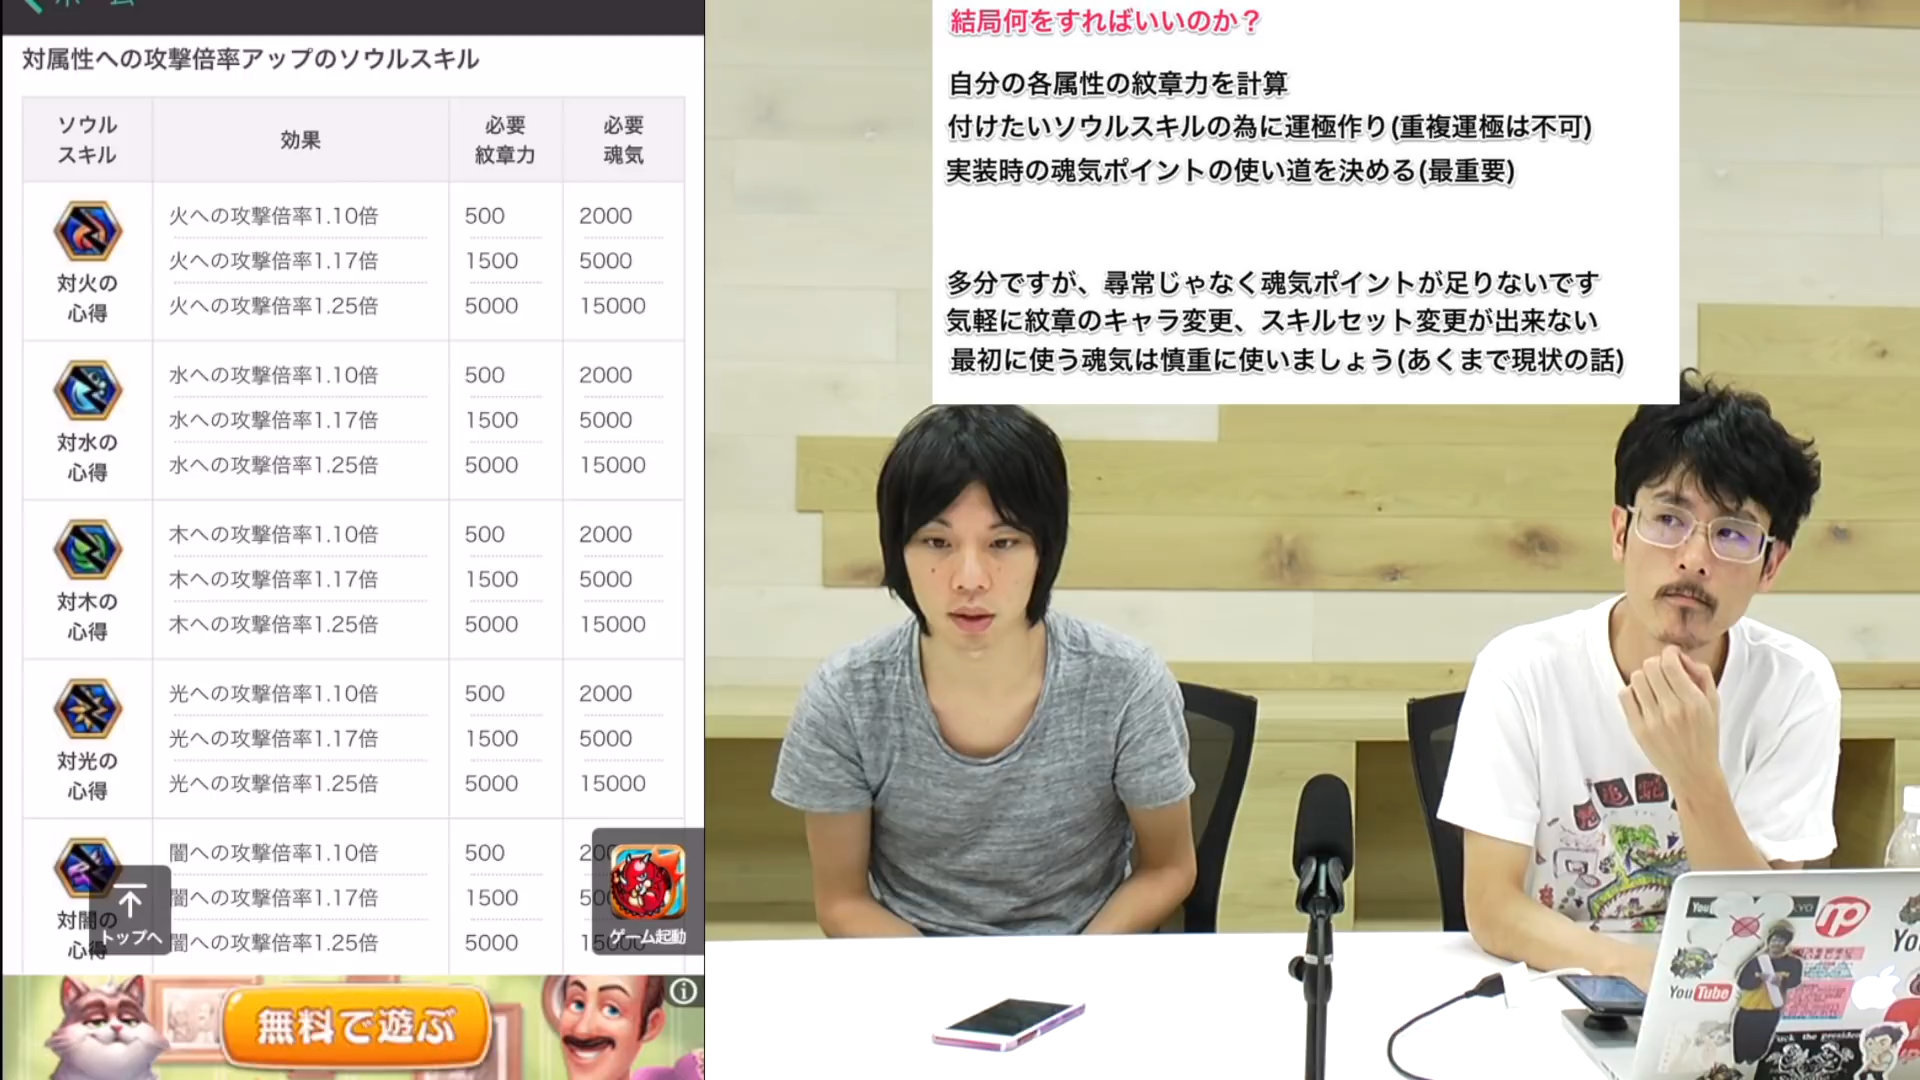 ホーム
対属性への攻撃倍率アップのソウルスキル
ソウル
スキル
効果
必要
紋章力
必要
魂気
対火の
心得
火への攻撃倍率1.10倍 500 2000
火への攻撃倍率1.17倍 1500 5000
火への攻撃倍率1.25倍 5000 15000
対水の
心得
水への攻撃倍率1.10倍 500 2000
水への攻撃倍率1.17倍 1500 5000
水への攻撃倍率1.25倍 5000 15000
対木の
心得
木への攻撃倍率1.10倍 500 2000
木への攻撃倍率1.17倍 1500 5000
木への攻撃倍率1.25倍 5000 15000
対光の
心得
光への攻撃倍率1.10倍 500 2000
光への攻撃倍率1.17倍 1500 5000
光への攻撃倍率1.25倍 5000 15000
対闇の
心得
闇への攻撃倍率1.10倍 500
闇への攻撃倍率1.17倍 1500
闇への攻撃倍率1.25倍 5000 15000
トップへ
ゲーム起動
無料で遊ぶ
結局何をすればいいのか？
自分の各属性の紋章力を計算
付けたいソウルスキルの為に運極作り(重複運極は不可)
実装時の魂気ポイントの使い道を決める(最重要)
多分ですが、尋常じゃなく魂気ポイントが足りないです
気軽に紋章のキャラ変更、スキルセット変更が出来ない
最初に使う魂気は慎重に使いましょう(あくまで現状の話)
YouTube